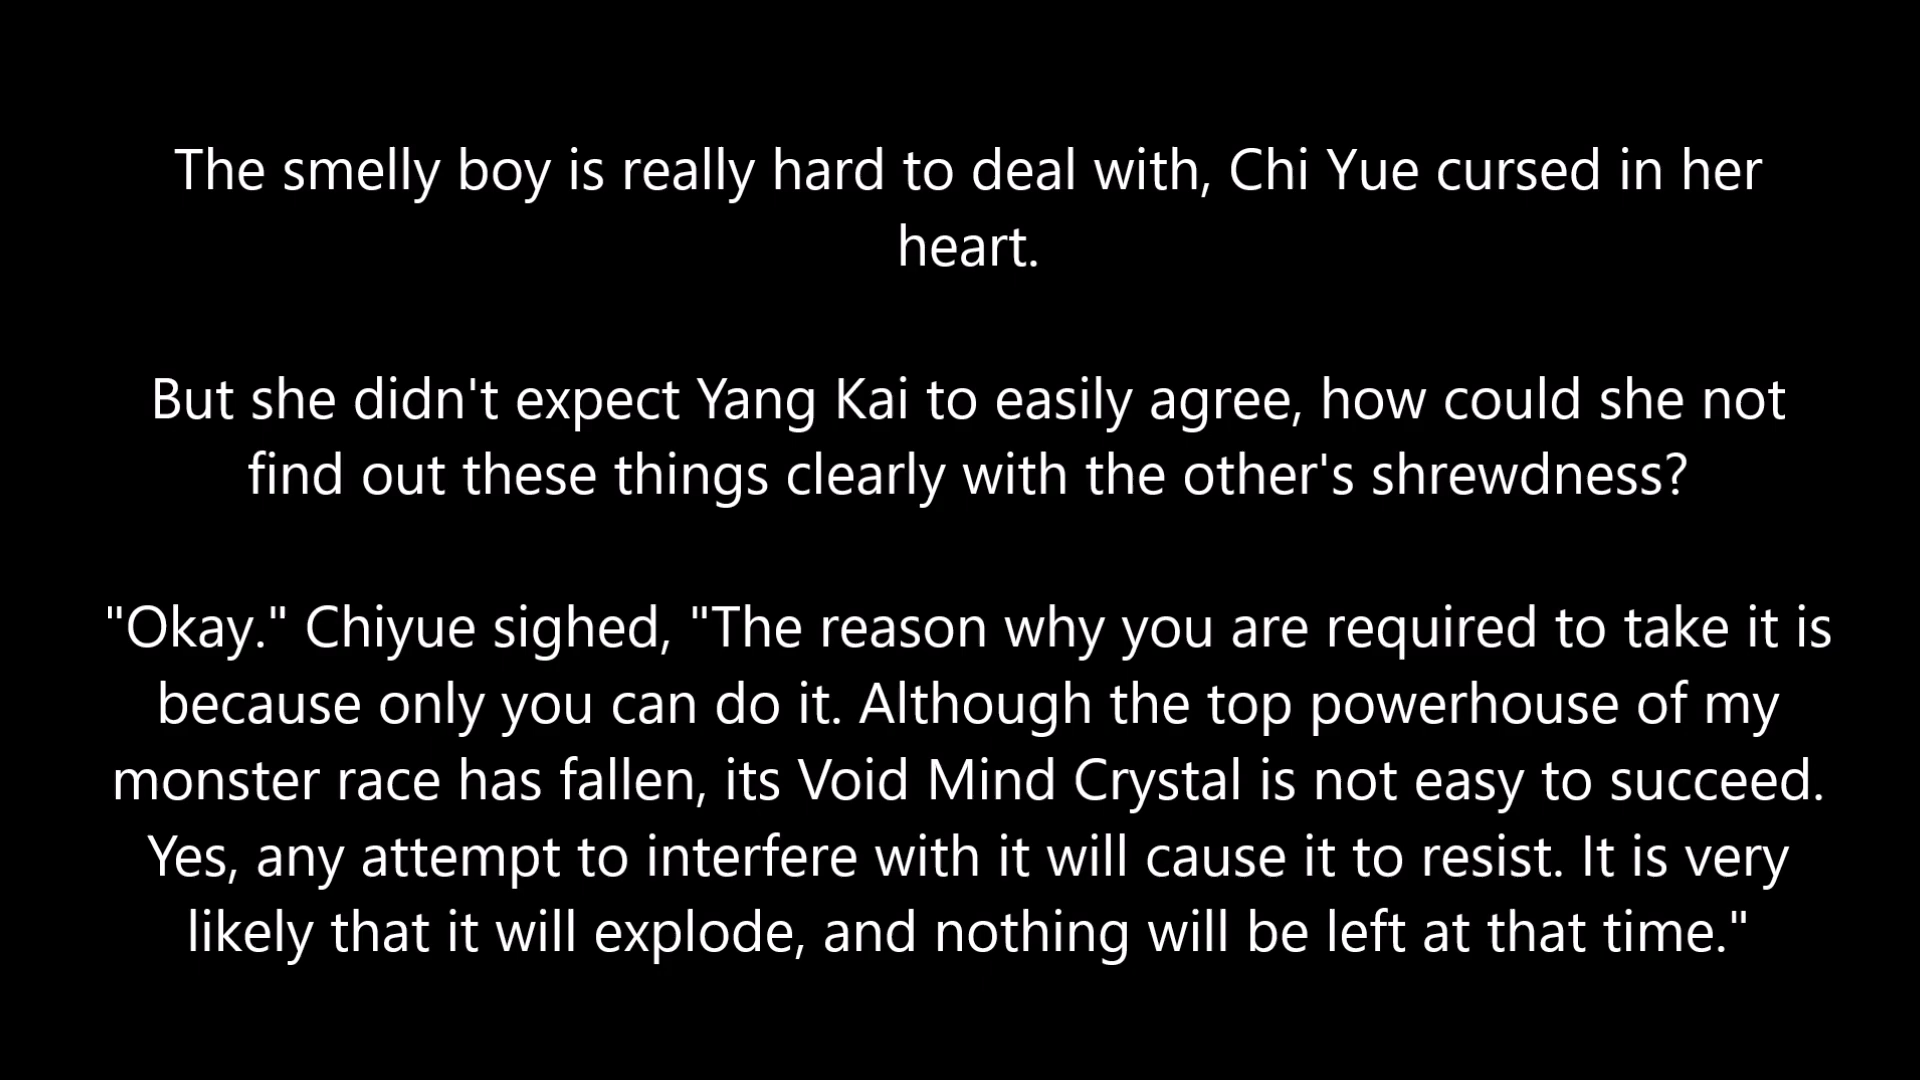 The smelly boy is really hard to deal with, Chi Yue cursed in her
heart.
But she didn't expect Yang Kai to easily agree, how could she not
find out these things clearly with the other's shrewdness?
"Okay." Chiyue sighed, "The reason why you are required to take it is
because only you can do it. Although the top powerhouse of my
monster race has fallen, its Void Mind Crystal is not easy to succeed.
Yes, any attempt to interfere with it will cause it to resist. It is very
likely that it will explode, and nothing will be left at that time."